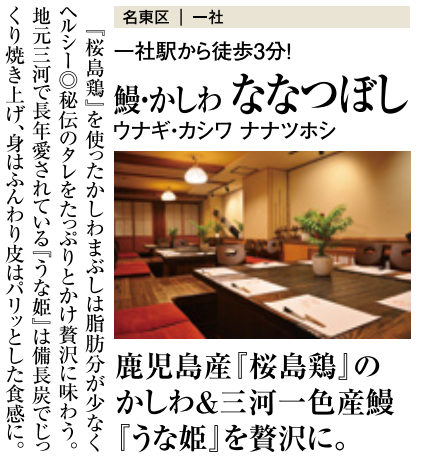 名東区 | 一社
一社駅から徒歩3分!
鰻・かしわ ななつぼし
ウナギ・カシワ ナナツホシ
鹿児島産『桜島鶏』の
かしわ&三河一色産鰻
『うな姫』を贅沢に。
『桜島鶏』を使ったかしわまぶしは脂肪分が少なく
ヘルシー◎秘伝のタレをたっぷりとかけ贅沢に味わう。
地元三河で長年愛されている『うな姫』は備長炭でじっ
くり焼き上げ、身はふんわり皮はパリッとした食感に。